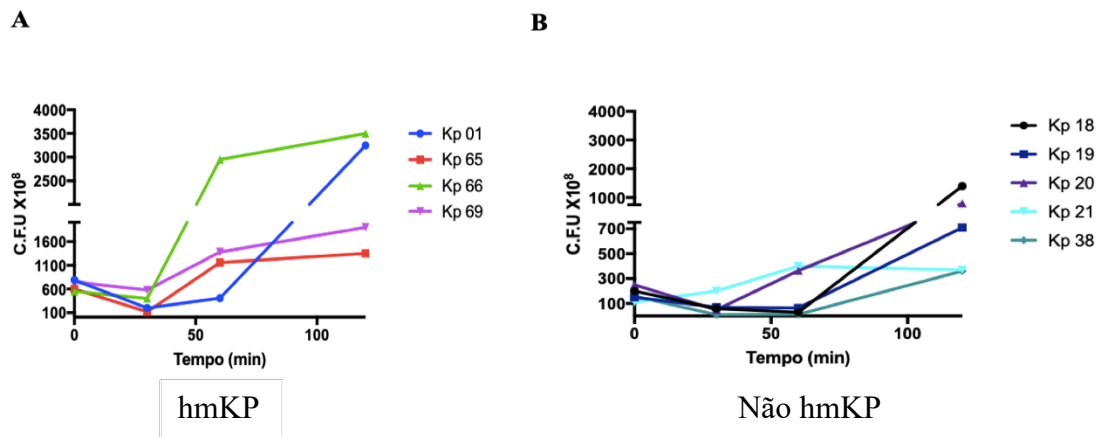 A
4000
3500
3000
2500
1600
1100
600
100
C.F.U X10⁸
0
50
100
Tempo (min)
Kp 01
Kp 65
Kp 66
Kp 69
hmKP
B
4000
3000
2000
1000
700
500
300
100
C.F.U X10⁸
0
50
100
Tempo (min)
Kp 18
Kp 19
Kp 20
Kp 21
Kp 38
Não hmKP